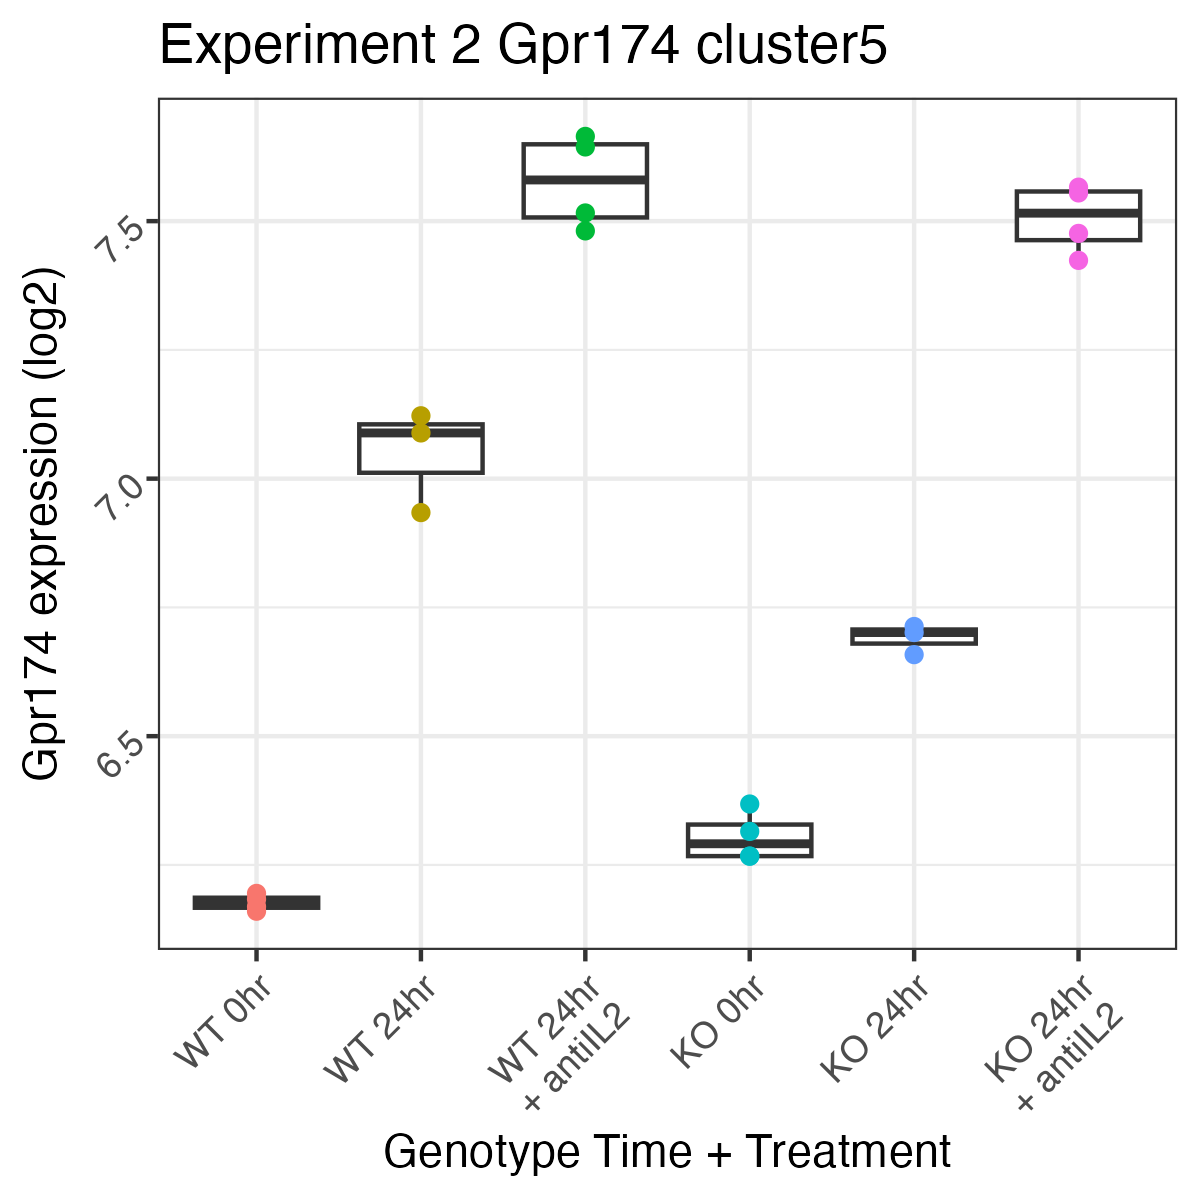 Experiment 2 Gpr174 cluster5
Gpr174 expression (log2)
7.5
7.0
6.5
WT 0hr
WT 24hr
WT 24hr
+ antiIL2
KO 0hr
KO 24hr
KO 24hr
+ antiIL2
Genotype Time + Treatment